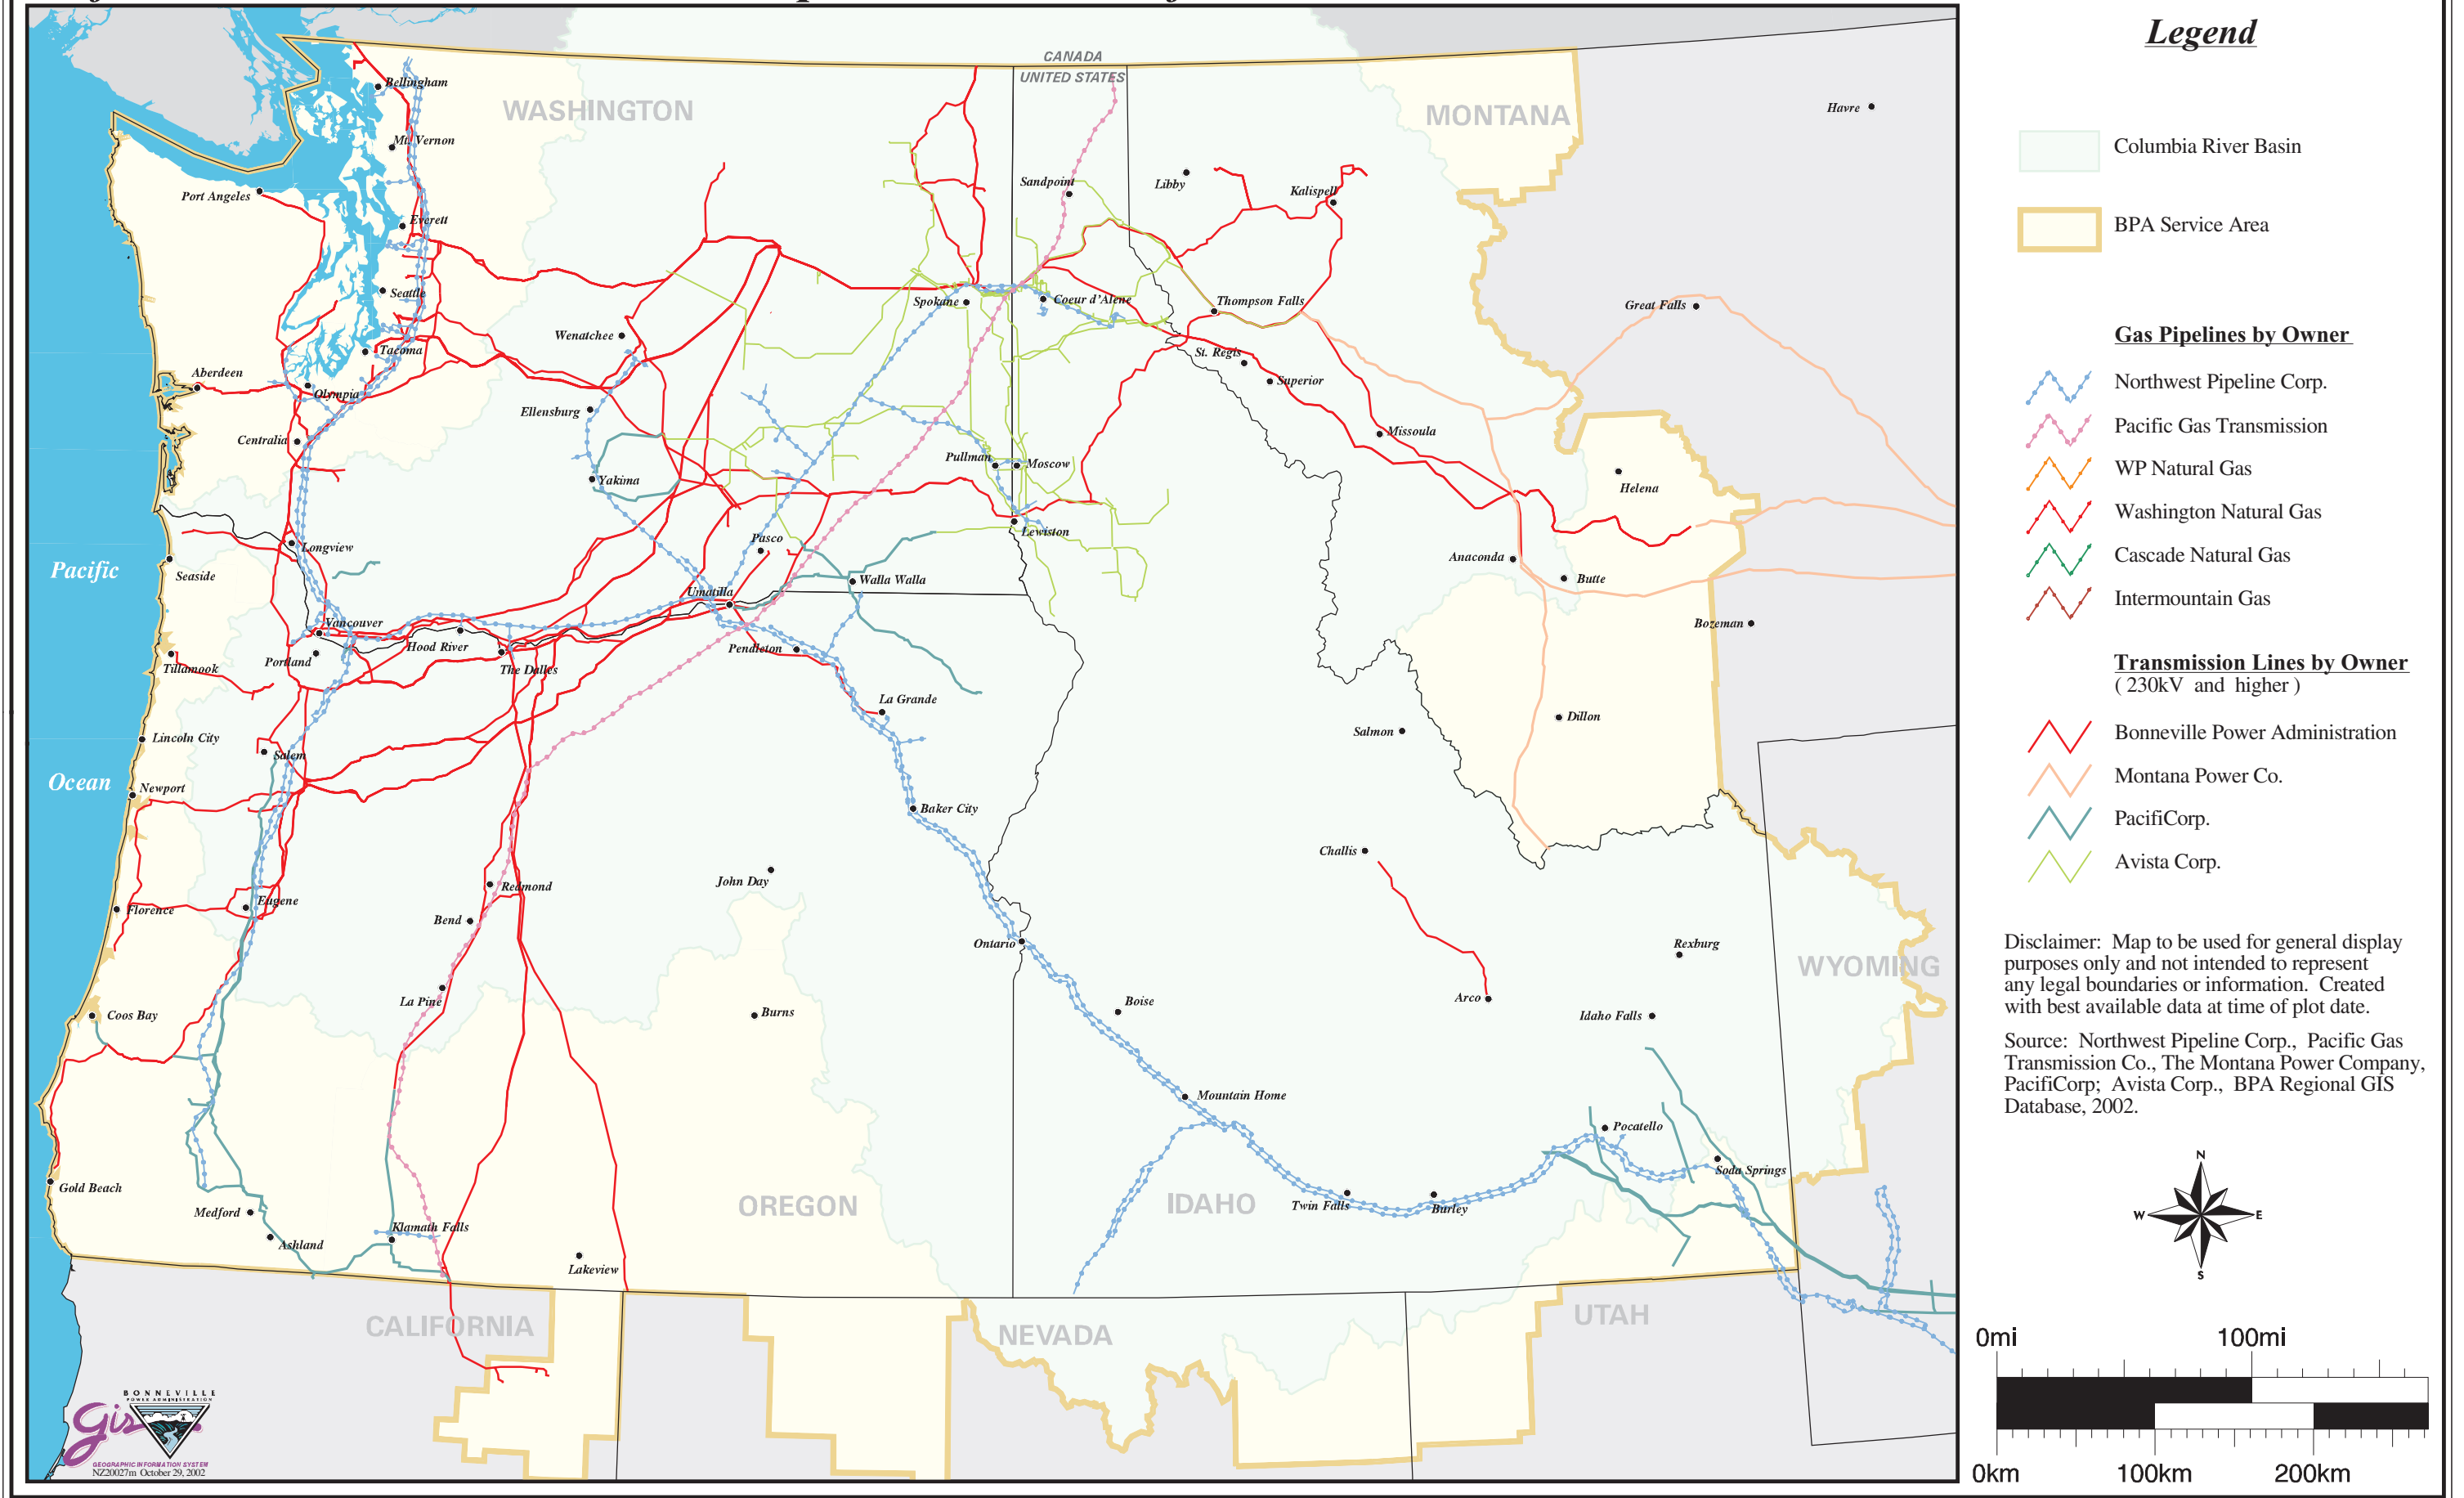 CANADA
UNITED STATES
WASHINGTON
MONTANA
Bellingham
Mt. Vernon
Port Angeles
Everett
Seattle
Tacoma
Aberdeen
Olympia
Centralia
Longview
Seaside
Pacific
Ocean
Vancouver
Portland
Tillamook
Hood River
The Dalles
Lincoln City
Salem
Newport
Florence
Eugene
Redmond
Bend
La Pine
Coos Bay
Gold Beach
Medford
Ashland
Klamath Falls
Lakeview
Burns
John Day
OREGON
Wenatchee
Ellensburg
Yakima
Pasco
Umatilla
Walla Walla
Pendleton
La Grande
Baker City
Ontario
Sandpoint
Spokane
Coeur d'Alene
Pullman
Moscow
Lewiston
Libby
Kalispell
Thompson Falls
St. Regis
Superior
Missoula
Havre
Great Falls
Helena
Anaconda
Butte
Bozeman
Dillon
Salmon
Challis
Arco
Rexburg
Idaho Falls
WYOMING
Boise
Mountain Home
IDAHO
Twin Falls
Burley
Pocatello
Soda Springs
CALIFORNIA
NEVADA
UTAH
BONNEVILLE
POWER ADMINISTRATION
gis
GEOGRAPHIC INFORMATION SYSTEM
NZ20027m October 29, 2002
Legend
Columbia River Basin
BPA Service Area
Gas Pipelines by Owner
Northwest Pipeline Corp.
Pacific Gas Transmission
WP Natural Gas
Washington Natural Gas
Cascade Natural Gas
Intermountain Gas
Transmission Lines by Owner
( 230kV and higher )
Bonneville Power Administration
Montana Power Co.
PacifiCorp.
Avista Corp.
Disclaimer: Map to be used for general display
purposes only and not intended to represent
any legal boundaries or information. Created
with best available data at time of plot date.
Source: Northwest Pipeline Corp., Pacific Gas
Transmission Co., The Montana Power Company,
PacifiCorp; Avista Corp., BPA Regional GIS
Database, 2002.
N
W
E
S
0mi 100mi
0km 100km 200km